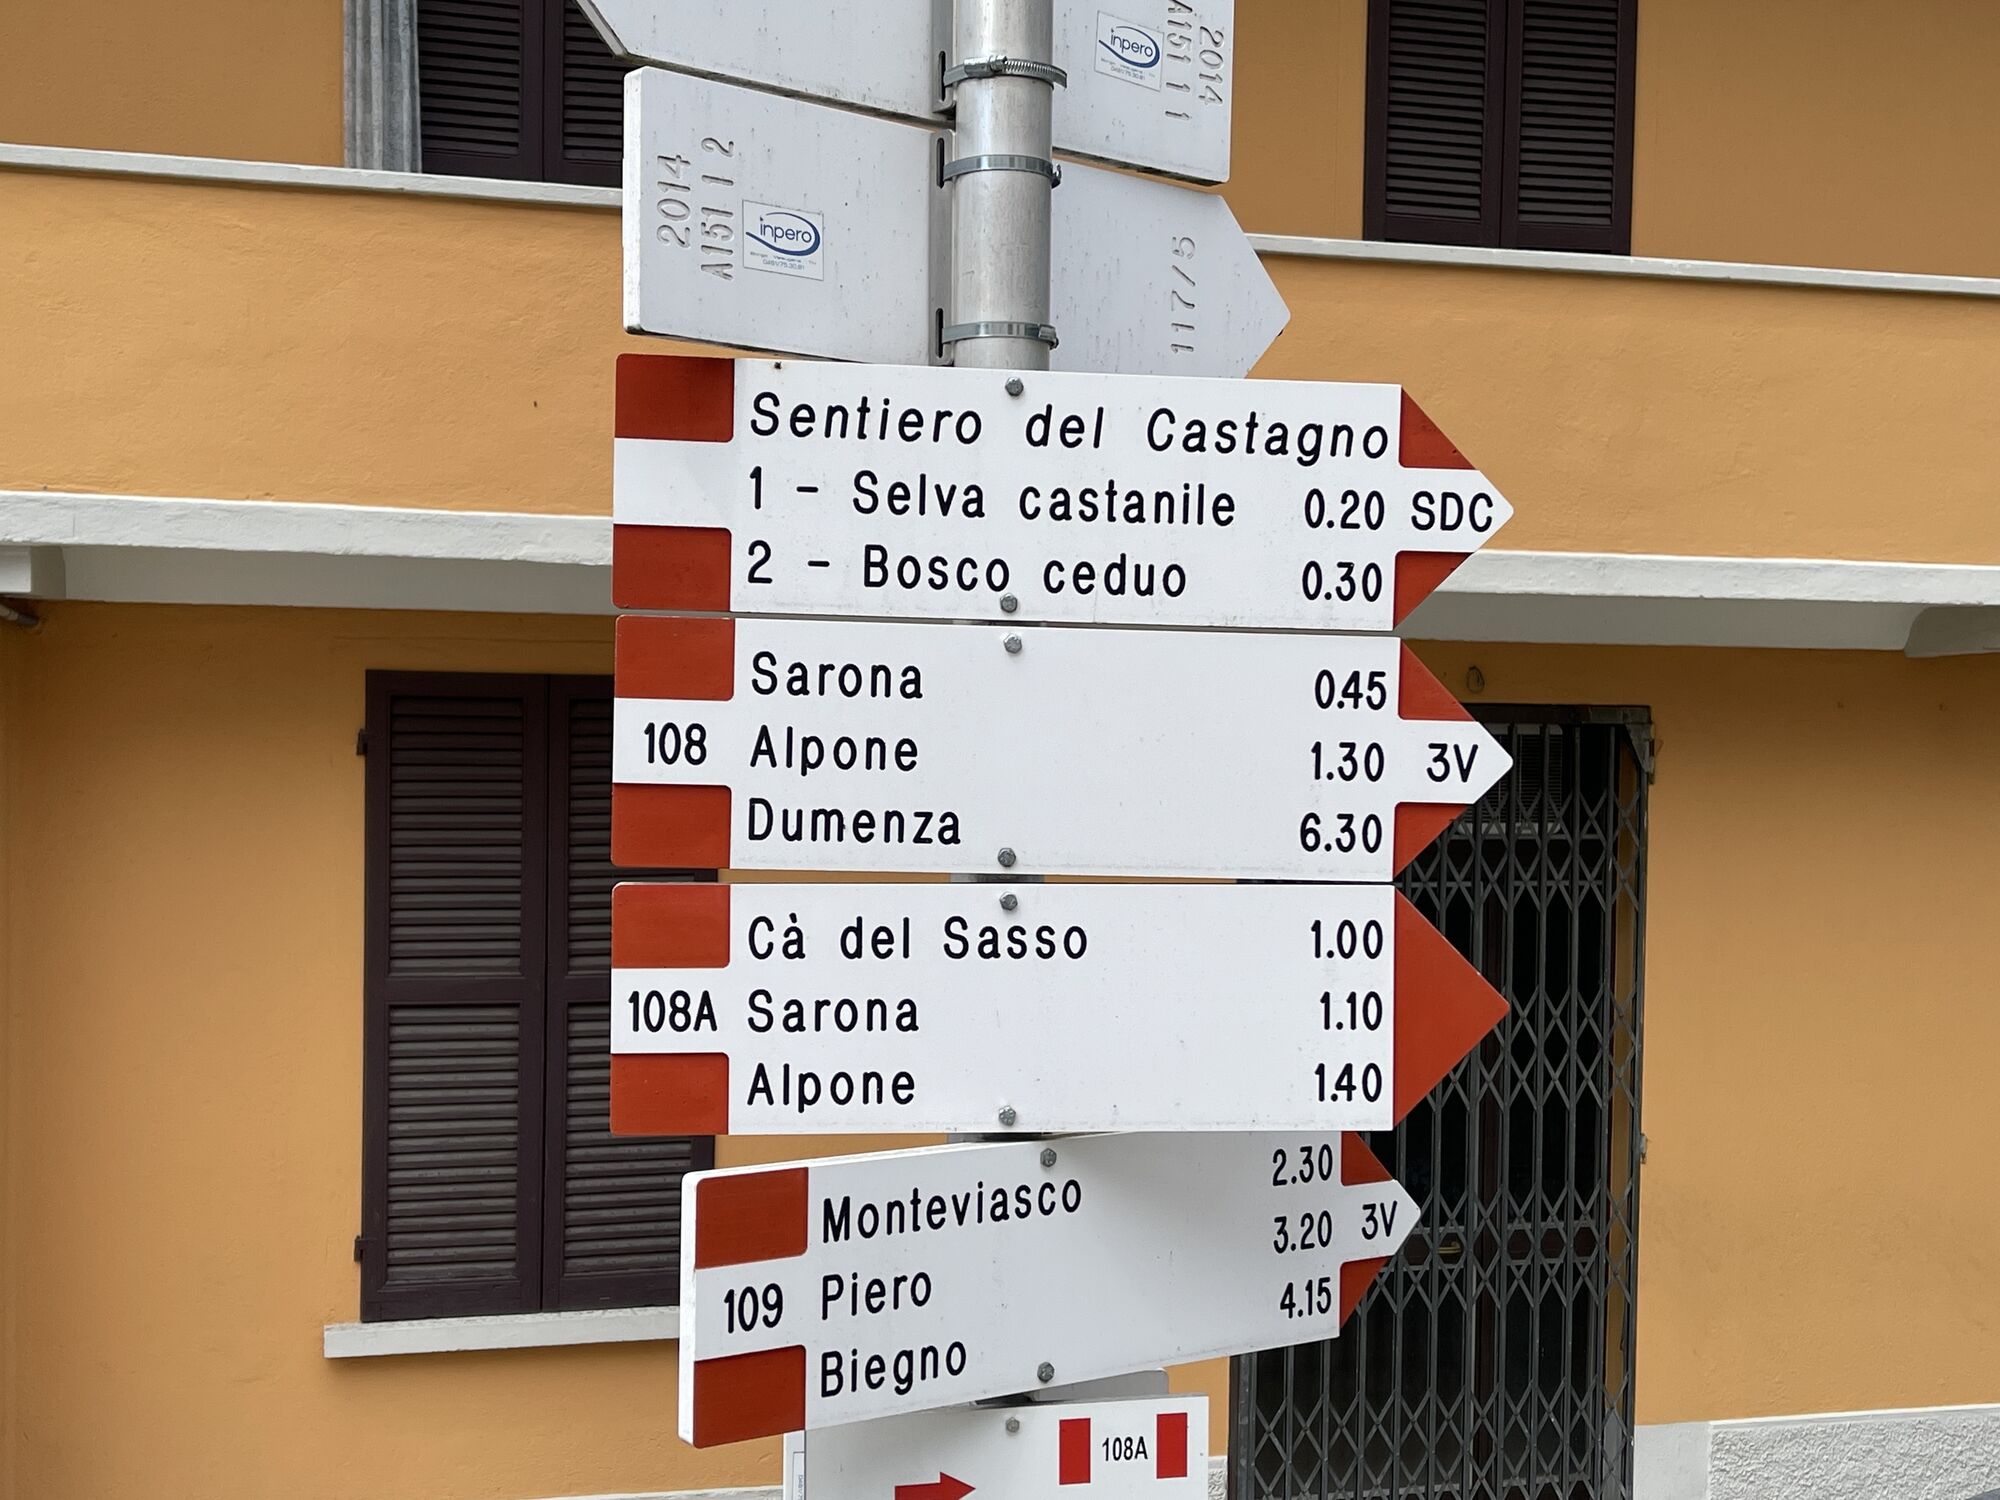 2014
A151 1 1
inpero
2014
A151 1 2
inpero
117/5
Sentiero del Castagno
1 - Selva castanile 0.20 SDC
2 - Bosco ceduo 0.30
Sarona 0.45
108 Alpone 1.30 3V
Dumenza 6.30
Cà del Sasso 1.00
108A Sarona 1.10
Alpone 1.40
Monteviasco 2.30
109 Piero 3.20 3V
Biegno 4.15
108A